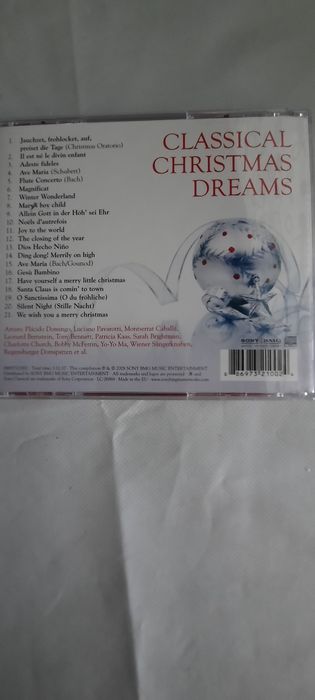 CLASSICAL
CHRISTMAS
DREAMS
1. Jauchzet, frohlocket, auf,
preiset die Tage (Christmas Oratorio)
2. Il est né le divin enfant
3. Adeste fideles
4. Ave Maria (Schubert)
5. Flute Concerto (Bach)
6. Magnificat
7. Winter Wonderland
8. Mary's boy child
9. Allein Gott in der Höh' sei Ehr
10. Noëls d'autrefois
11. Joy to the world
12. The closing of the year
13. Dios Hecho Niño
14. Ding dong! Merrily on high
15. Ave Maria (Bach/Gounod)
16. Gesù Bambino
17. Have yourself a merry little christmas
18. Santa Claus is comin' to town
19. O Sanctissima (O du fröhliche)
20. Silent Night (Stille Nacht)
21. We wish you a merry christmas
Plácido Domingo, Luciano Pavarotti, Montserrat Caballé,
Leonard Bernstein, Tony Bennett, Patricia Kaas, Sarah Brightman,
Charlotte Church, Bobby McFerrin, Yo-Yo Ma, Wiener Sängerknaben,
Regensburger Domspatzen et al.
SONY BMG
MUSIC ENTERTAINMENT